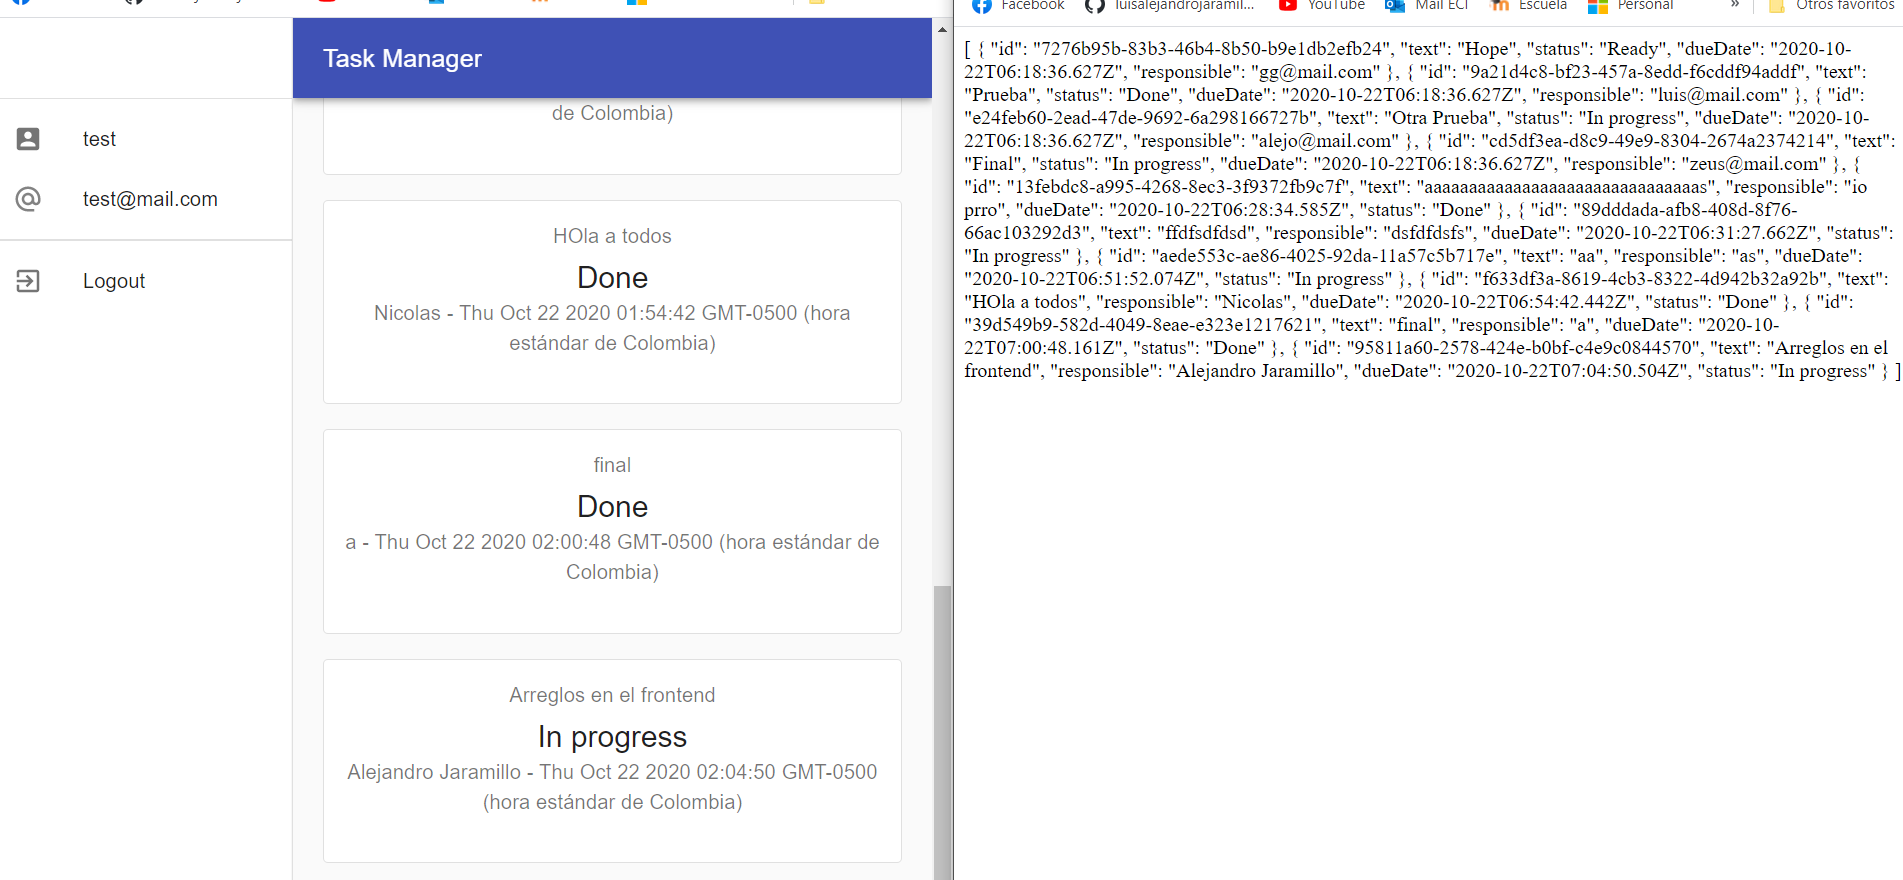 Task Manager
test
test@mail.com
Logout
de Colombia)
HOla a todos
Done
Nicolas - Thu Oct 22 2020 01:54:42 GMT-0500 (hora
estándar de Colombia)
final
Done
a - Thu Oct 22 2020 02:00:48 GMT-0500 (hora estándar de
Colombia)
Arreglos en el frontend
In progress
Alejandro Jaramillo - Thu Oct 22 2020 02:04:50 GMT-0500
(hora estándar de Colombia)
Facebook luisalejandrojaramil... YouTube Mail ECI Escuela Personal » Otros favoritos
[ { "id": "7276b95b-83b3-46b4-8b50-b9e1db2efb24", "text": "Hope", "status": "Ready", "dueDate": "2020-10-
22T06:18:36.627Z", "responsible": "gg@mail.com" }, { "id": "9a21d4c8-bf23-457a-8edd-f6cddf94addf", "text":
"Prueba", "status": "Done", "dueDate": "2020-10-22T06:18:36.627Z", "responsible": "luis@mail.com" }, { "id":
"e24feb60-2ead-47de-9692-6a298166727b", "text": "Otra Prueba", "status": "In progress", "dueDate": "2020-10-
22T06:18:36.627Z", "responsible": "alejo@mail.com" }, { "id": "cd5df3ea-d8c9-49e9-8304-2674a2374214", "text":
"Final", "status": "In progress", "dueDate": "2020-10-22T06:18:36.627Z", "responsible": "zeus@mail.com" }, {
"id": "13febdc8-a995-4268-8ec3-3f9372fb9c7f", "text": "aaaaaaaaaaaaaaaaaaaaaaaaaaaaaaas", "responsible": "io
prro", "dueDate": "2020-10-22T06:28:34.585Z", "status": "Done" }, { "id": "89dddada-afb8-408d-8f76-
66ac103292d3", "text": "ffdfsdfdsd", "responsible": "dsfdfdsfs", "dueDate": "2020-10-22T06:31:27.662Z", "status":
"In progress" }, { "id": "aede553c-ae86-4025-92da-11a57c5b717e", "text": "aa", "responsible": "as", "dueDate":
"2020-10-22T06:51:52.074Z", "status": "In progress" }, { "id": "f633df3a-8619-4cb3-8322-4d942b32a92b", "text":
"HOla a todos", "responsible": "Nicolas", "dueDate": "2020-10-22T06:54:42.442Z", "status": "Done" }, { "id":
"39d549b9-582d-4049-8eae-e323e1217621", "text": "final", "responsible": "a", "dueDate": "2020-10-
22T07:00:48.161Z", "status": "Done" }, { "id": "95811a60-2578-424e-b0bf-c4e9c0844570", "text": "Arreglos en el
frontend", "responsible": "Alejandro Jaramillo", "dueDate": "2020-10-22T07:04:50.504Z", "status": "In progress" } ]